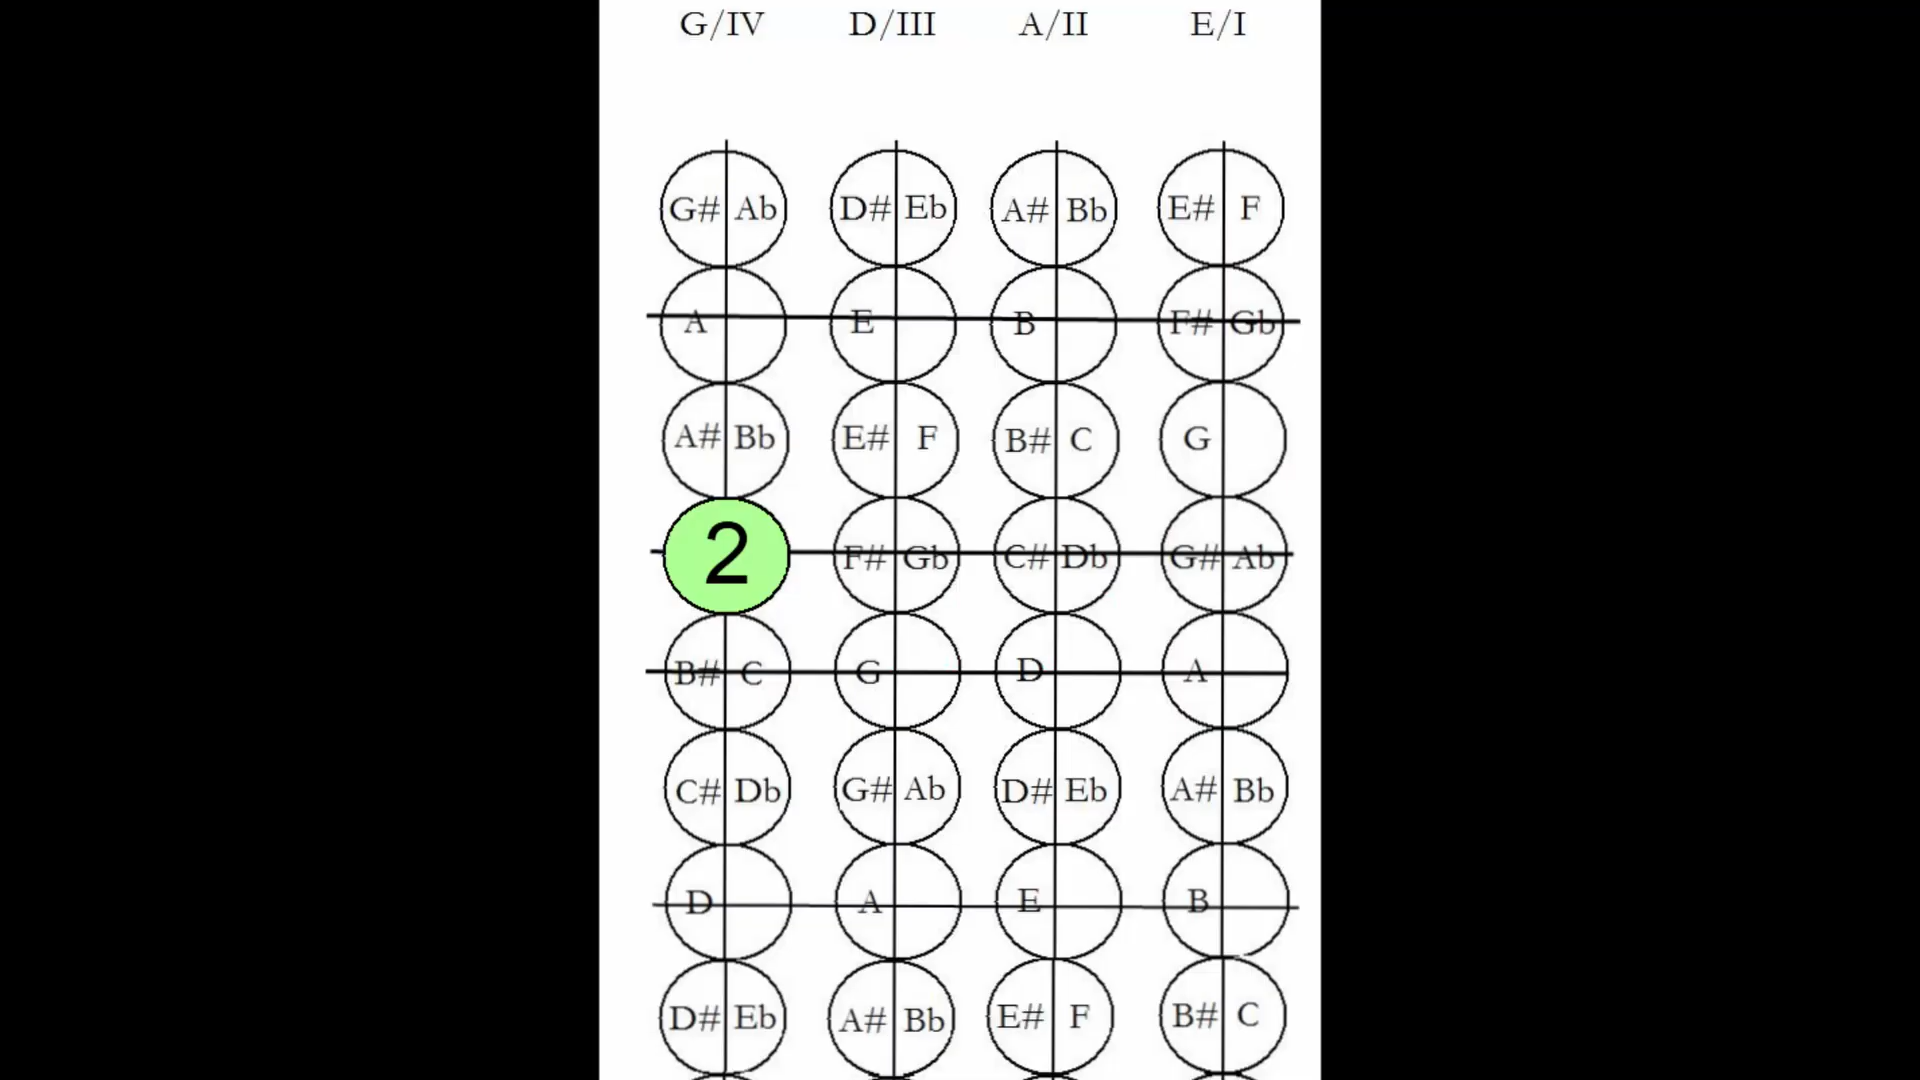 G/IV D/III A/II E/I
G# Ab D# Eb A# Bb E# F
A E B F# Gb
A# Bb E# F B# C G
2 F# Gb C# Db G# Ab
B# C G D A
C# Db G# Ab D# Eb A# Bb
D A E B
D# Eb A# Bb E# F B# C